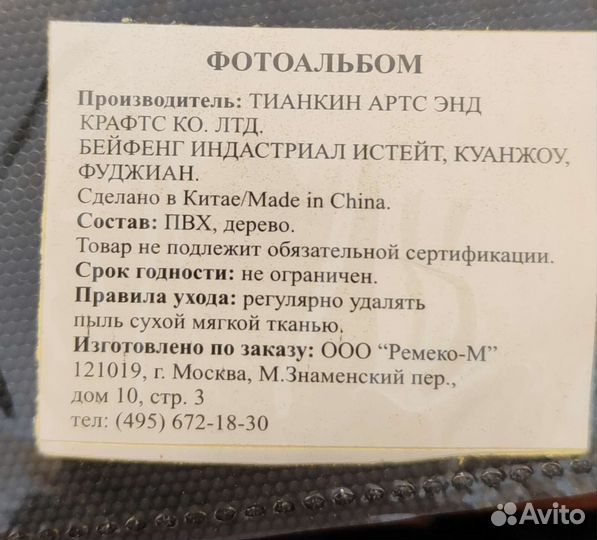 ФОТОАЛЬБОМ
Производитель: ТИАНКИН АРТС ЭНД
КРАФТС КО. ЛТД.
БЕЙФЕНГ ИНДАСТРИАЛ ИСТЕЙТ, КУАНЖОУ,
ФУДЖИАН.
Сделано в Китае/Made in China.
Состав: ПВХ, дерево.
Товар не подлежит обязательной сертификации.
Срок годности: не ограничен.
Правила ухода: регулярно удалять
пыль сухой мягкой тканью.
Изготовлено по заказу: ООО “Ремеко-М”
121019, г. Москва, М.Знаменский пер.,
дом 10, стр. 3
тел: (495) 672-18-30
Avito